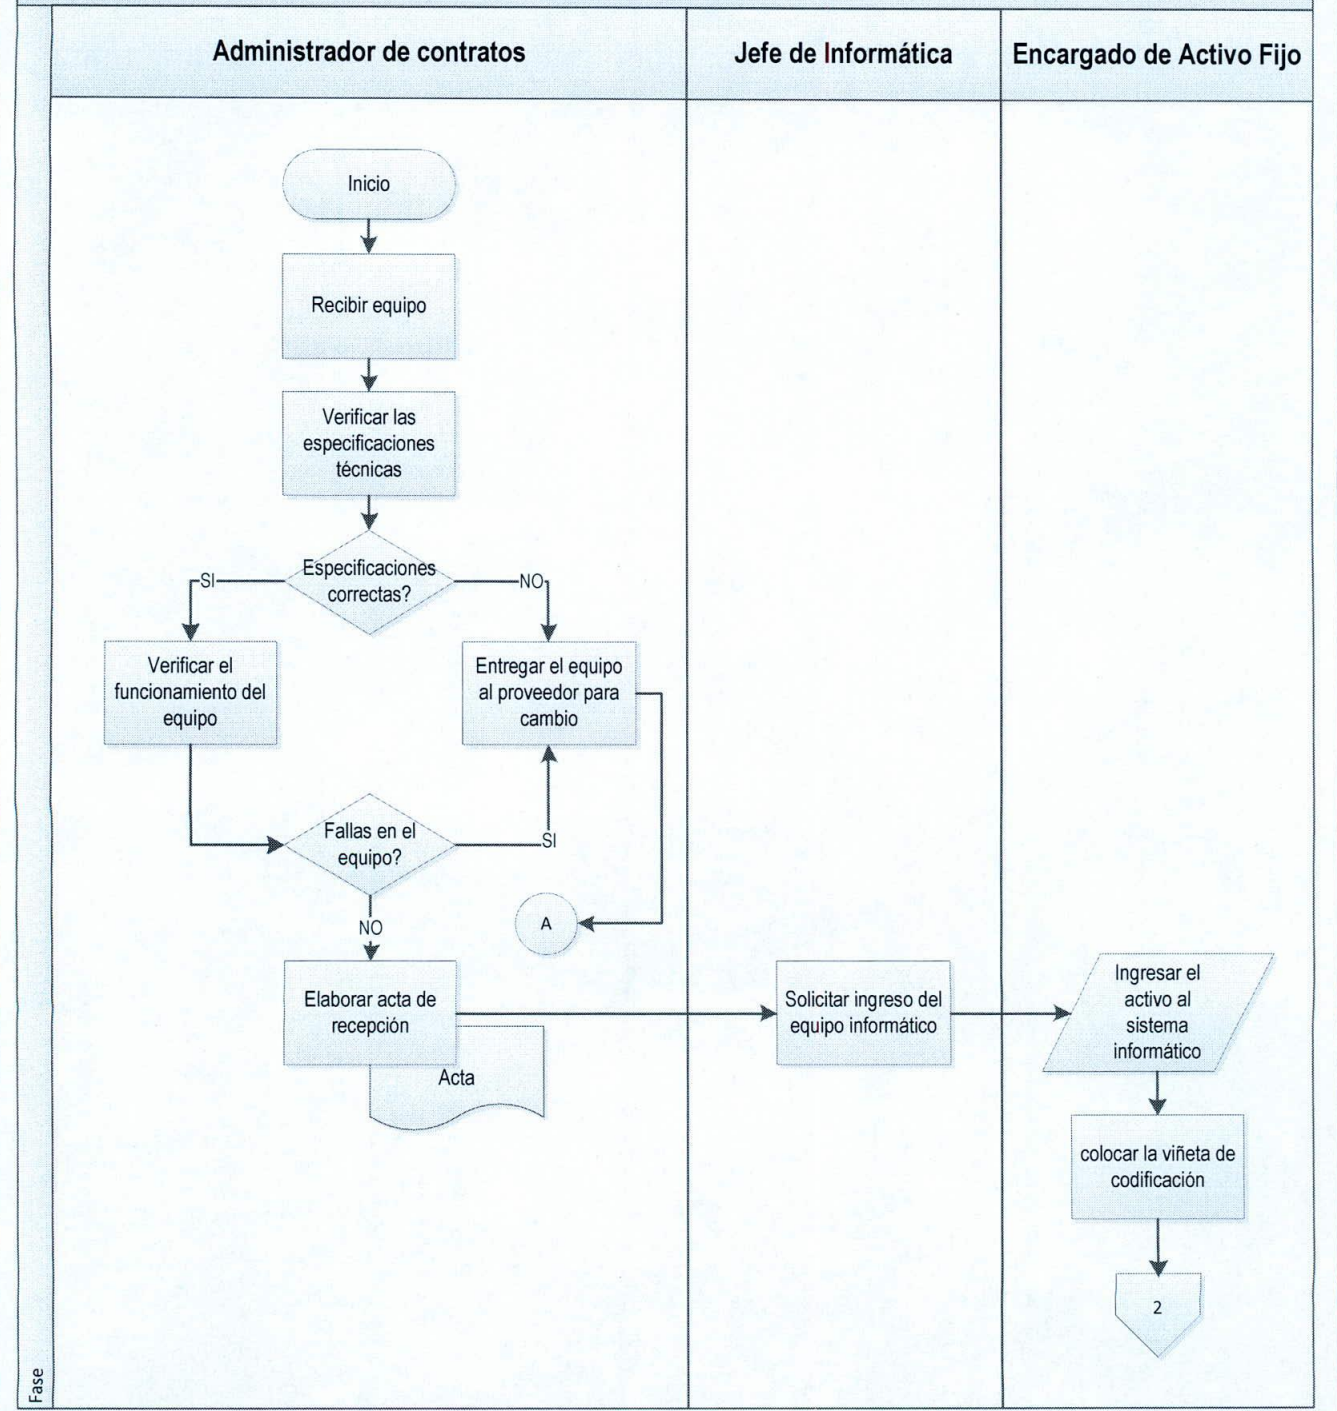 Administrador de contratos
Jefe de Informática
Encargado de Activo Fijo
Inicio
Recibir equipo
Verificar las
especificaciones
técnicas
Especificaciones
correctas?
SI
NO
Verificar el
funcionamiento del
equipo
Entregar el equipo
al proveedor para
cambio
Fallas en el
equipo?
SI
NO
A
Elaborar acta de
recepción
Acta
Solicitar ingreso del
equipo informático
Ingresar el
activo al
sistema
informático
colocar la viñeta de
codificación
2
Fase